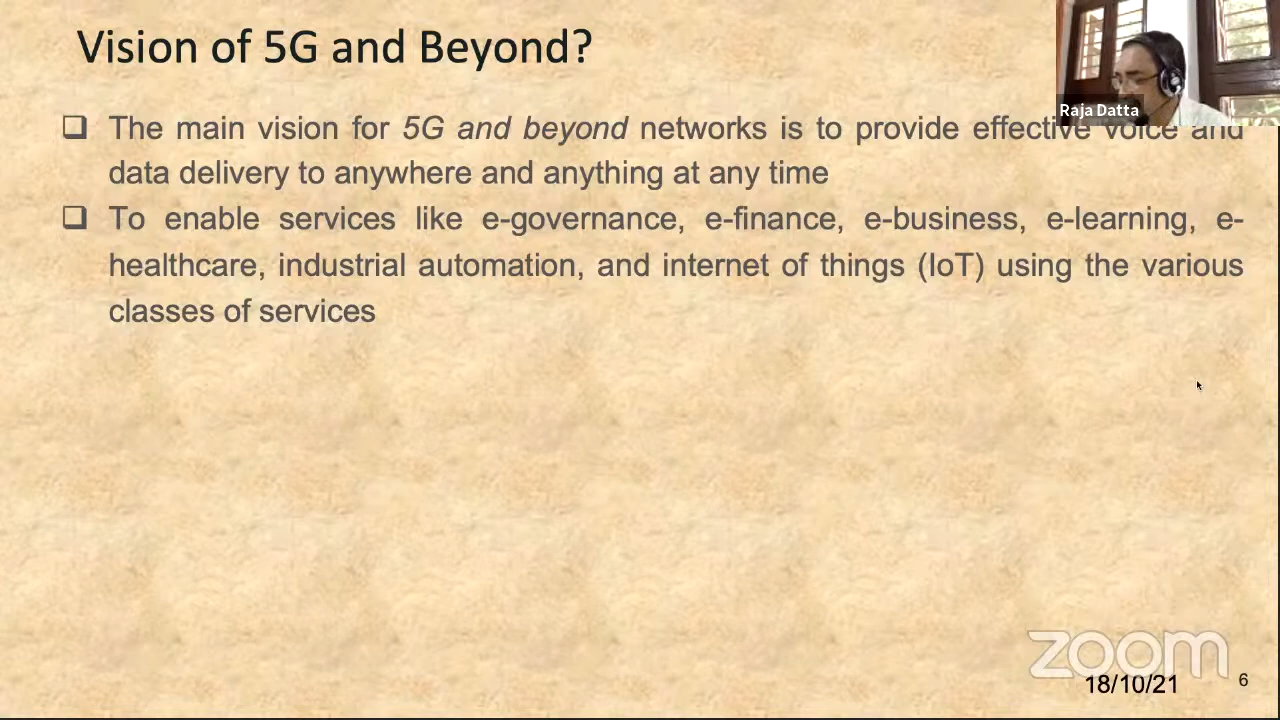 Vision of 5G and Beyond?
Raja Datta
❑ The main vision for 5G and beyond networks is to provide effective voice and
data delivery to anywhere and anything at any time
❑ To enable services like e-governance, e-finance, e-business, e-learning, e-
healthcare, industrial automation, and internet of things (IoT) using the various
classes of services
zoom
18/10/21
6